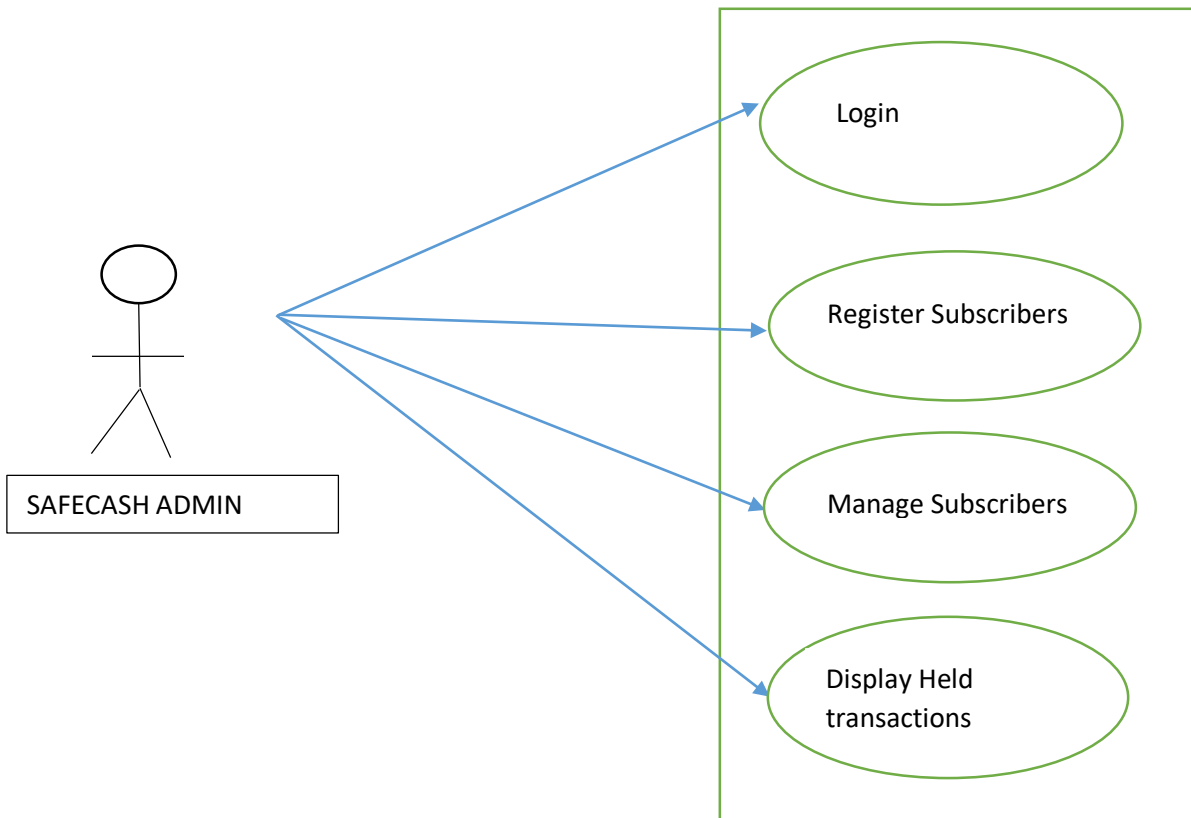 Login
Register Subscribers
SAFECASH ADMIN
Manage Subscribers
Display Held
transactions